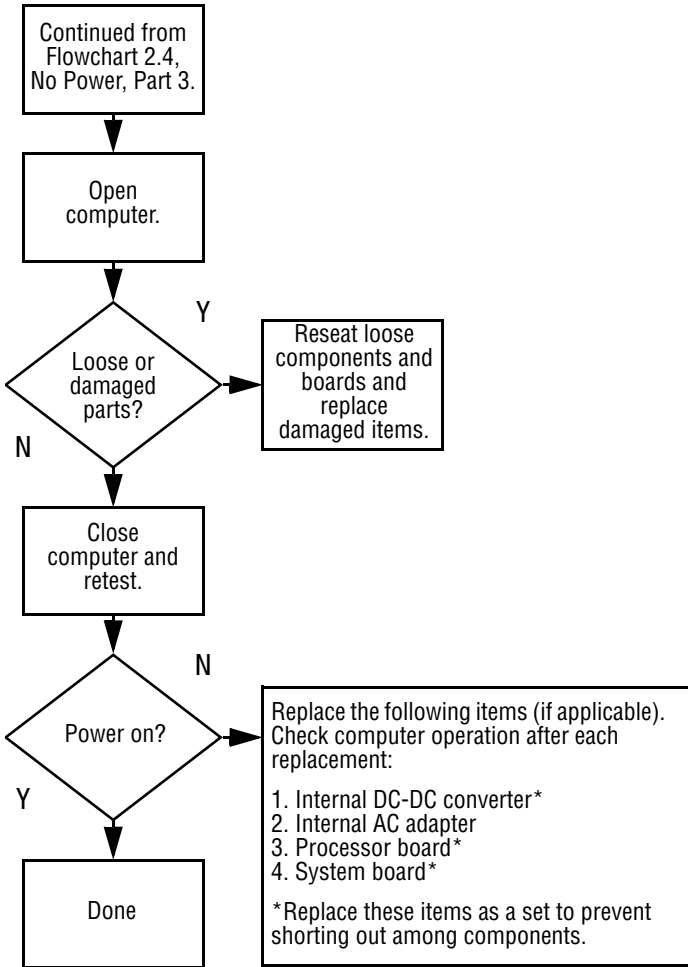 Continued from
Flowchart 2.4,
No Power, Part 3.
Open
computer.
Y
Loose or
damaged
parts?
N
Reseat loose
components and
boards and
replace
damaged items.
Close
computer and
retest.
N
Power on?
Y
Replace the following items (if applicable).
Check computer operation after each
replacement:
1. Internal DC-DC converter*
2. Internal AC adapter
3. Processor board*
4. System board*
*Replace these items as a set to prevent
shorting out among components.
Done